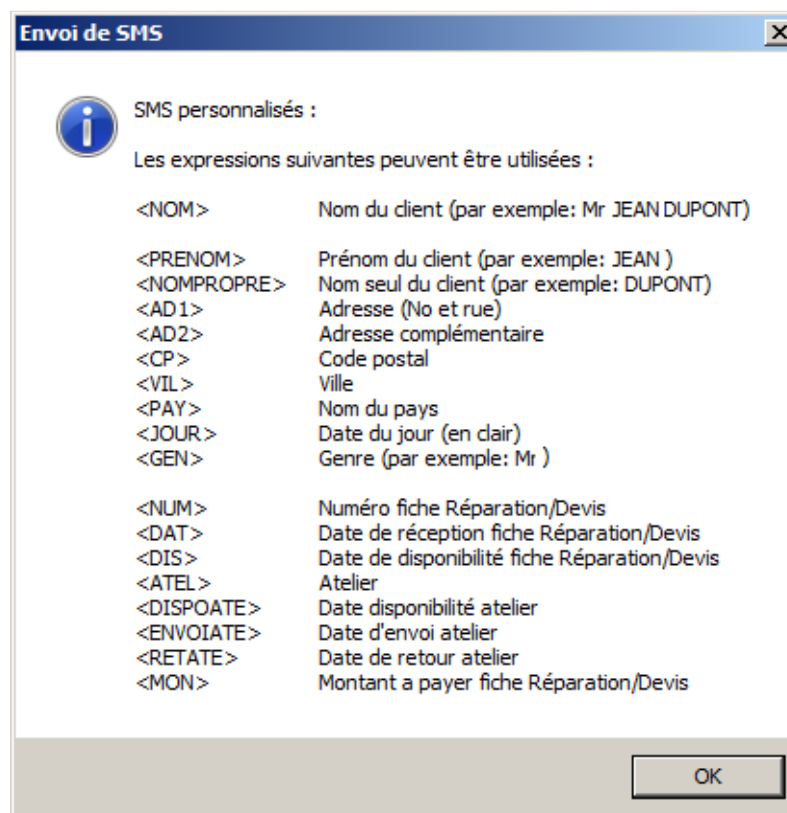 Envoi de SMS
SMS personnalisés :
Les expressions suivantes peuvent être utilisées :
<NOM> Nom du client (par exemple: Mr JEAN DUPONT)
<PRENOM> Prénom du client (par exemple: JEAN )
<NOMPROPRE> Nom seul du client (par exemple: DUPONT)
<AD1> Adresse (No et rue)
<AD2> Adresse complémentaire
<CP> Code postal
<VIL> Ville
<PAY> Nom du pays
<JOUR> Date du jour (en clair)
<GEN> Genre (par exemple: Mr )
<NUM> Numéro fiche Réparation/Devis
<DAT> Date de réception fiche Réparation/Devis
<DIS> Date de disponibilité fiche Réparation/Devis
<ATEL> Atelier
<DISPOATE> Date disponibilité atelier
<ENVOIATE> Date d'envoi atelier
<RETATE> Date de retour atelier
<MON> Montant a payer fiche Réparation/Devis
OK